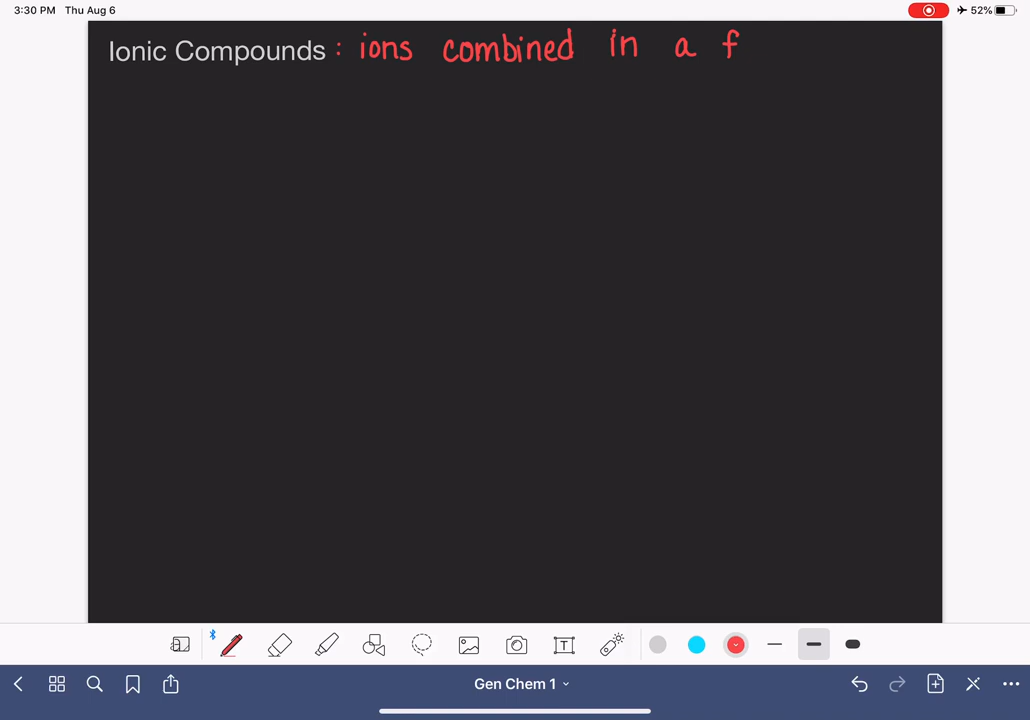 3:30 PM Thu Aug 6 52%
Ionic Compounds : ions combined in a f
Gen Chem 1